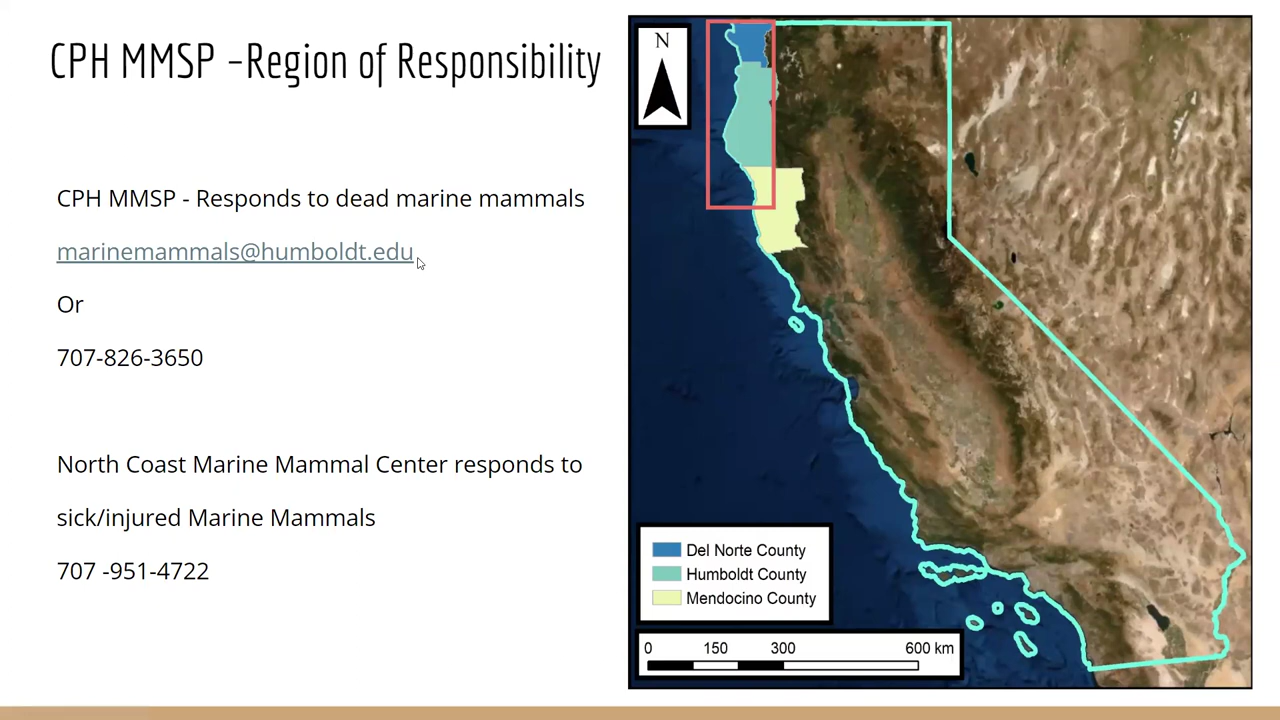 CPH MMSP –Region of Responsibility
CPH MMSP - Responds to dead marine mammals
marinemammals@humboldt.edu
Or
707-826-3650
North Coast Marine Mammal Center responds to
sick/injured Marine Mammals
707 -951-4722
N
Del Norte County
Humboldt County
Mendocino County
0 150 300 600 km